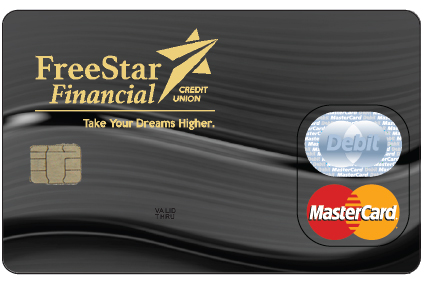 FreeStar
Financial
CREDIT
UNION
Take Your Dreams Higher.
Debit
MasterCard
VALID
THRU